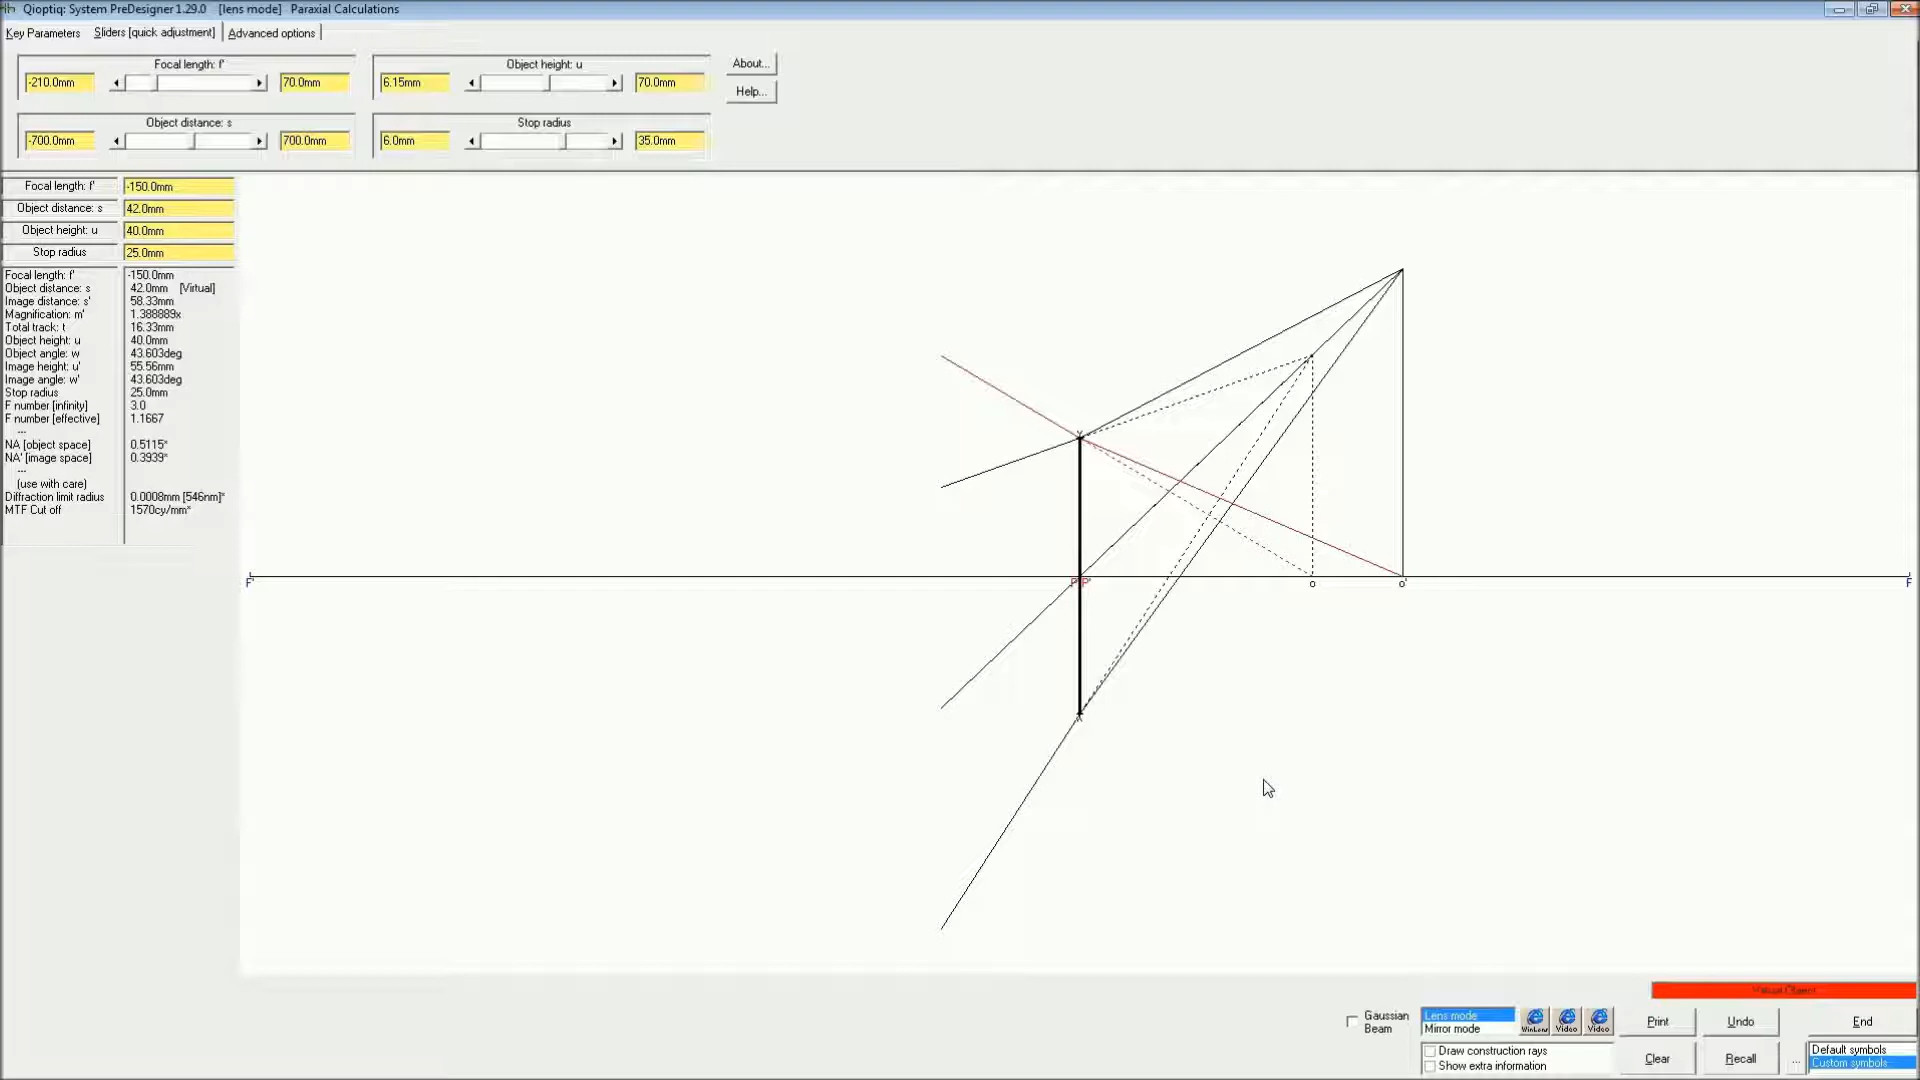 Qioptiq: System PreDesigner 1.29.0 [lens mode] Paraxial Calculations
Key Parameters Sliders [quick adjustment] Advanced options
Focal length: f'
-210.0mm 70.0mm
Object height: u
6.15mm 70.0mm
About...
Help...
Object distance: s
-700.0mm 700.0mm
Stop radius
6.0mm 35.0mm
Focal length: f' -150.0mm
Object distance: s 42.0mm
Object height: u 40.0mm
Stop radius 25.0mm
Focal length: f' -150.0mm
Object distance: s 42.0mm [Virtual]
Image distance: s' 58.33mm
Magnification: m' 1.388889x
Total track: t 16.33mm
Object height: u 40.0mm
Object angle: w 43.603deg
Image height: u' 55.56mm
Image angle: w' 43.603deg
Stop radius 25.0mm
F number [infinity] 3.0
F number [effective] 1.1667
...
NA [object space] 0.5115*
NA' [image space] 0.3939*
...
(use with care)
Diffraction limit radius 0.0008mm [546nm]*
MTF Cut off 1570cy/mm*
F' P P' o o' F
Virtual Object
Gaussian Beam
Lens mode
Mirror mode
WinLens Video Video
Print Undo End
Draw construction rays
Show extra information
Clear Recall ...
Default symbols
Custom symbols